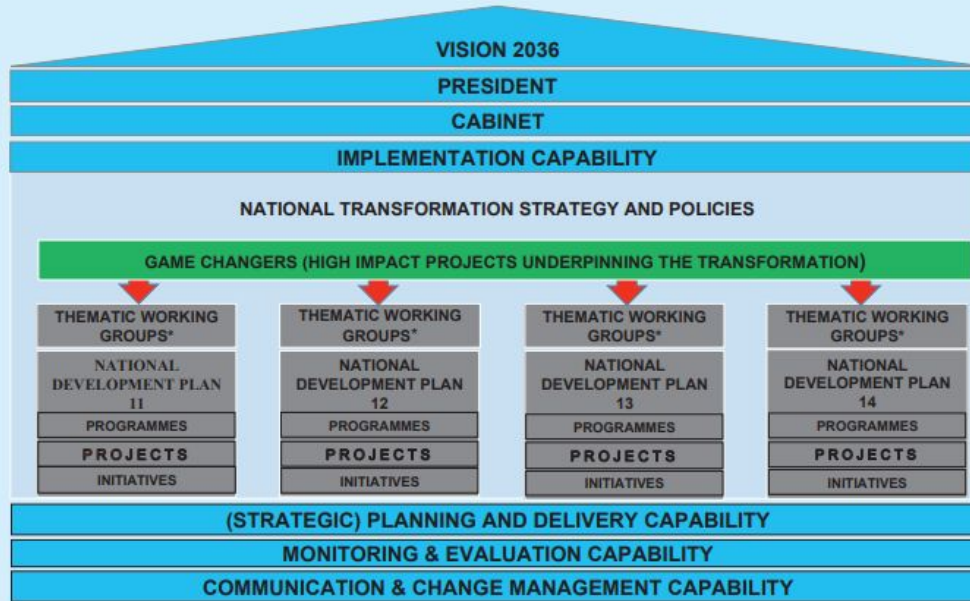 VISION 2036
PRESIDENT
CABINET
IMPLEMENTATION CAPABILITY
NATIONAL TRANSFORMATION STRATEGY AND POLICIES
GAME CHANGERS (HIGH IMPACT PROJECTS UNDERPINNING THE TRANSFORMATION)
THEMATIC WORKING
GROUPS*
NATIONAL
DEVELOPMENT PLAN
11
PROGRAMMES
PROJECTS
INITIATIVES
THEMATIC WORKING
GROUPS*
NATIONAL
DEVELOPMENT PLAN
12
PROGRAMMES
PROJECTS
INITIATIVES
THEMATIC WORKING
GROUPS*
NATIONAL
DEVELOPMENT PLAN
13
PROGRAMMES
PROJECTS
INITIATIVES
THEMATIC WORKING
GROUPS*
NATIONAL
DEVELOPMENT PLAN
14
PROGRAMMES
PROJECTS
INITIATIVES
(STRATEGIC) PLANNING AND DELIVERY CAPABILITY
MONITORING & EVALUATION CAPABILITY
COMMUNICATION & CHANGE MANAGEMENT CAPABILITY